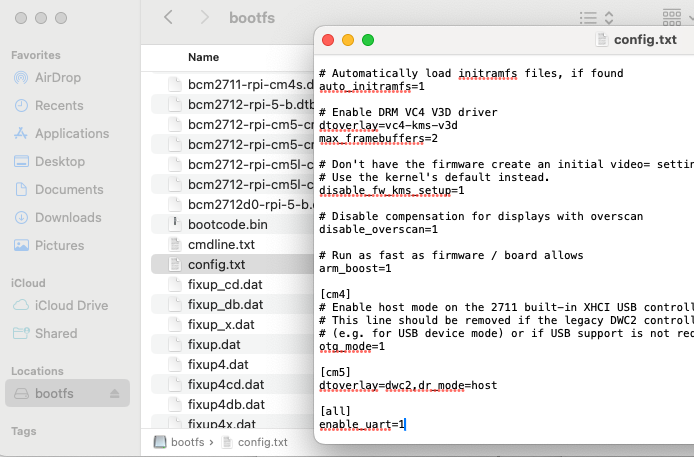 bootfs
Favorites
AirDrop
Recents
Applications
Desktop
Documents
Downloads
Pictures
iCloud
iCloud Drive
Shared
Locations
bootfs
Tags
Name
bcm2711-rpi-cm4s.d
bcm2712-rpi-5-b.dtb
bcm2712-rpi-cm5-cr
bcm2712-rpi-cm5-cr
bcm2712-rpi-cm5l-c
bcm2712-rpi-cm5l-c
bcm2712d0-rpi-5-b.
bootcode.bin
cmdline.txt
config.txt
fixup_cd.dat
fixup_db.dat
fixup_x.dat
fixup.dat
fixup4.dat
fixup4cd.dat
fixup4db.dat
fixup4x.dat
bootfs › config.txt
config.txt
# Automatically load initramfs files, if found
auto_initramfs=1
# Enable DRM VC4 V3D driver
dtoverlay=vc4-kms-v3d
max_framebuffers=2
# Don't have the firmware create an initial video= settin
# Use the kernel's default instead.
disable_fw_kms_setup=1
# Disable compensation for displays with overscan
disable_overscan=1
# Run as fast as firmware / board allows
arm_boost=1
[cm4]
# Enable host mode on the 2711 built-in XHCI USB controll
# This line should be removed if the legacy DWC2 controll
# (e.g. for USB device mode) or if USB support is not req
otg_mode=1
[cm5]
dtoverlay=dwc2,dr_mode=host
[all]
enable_uart=1